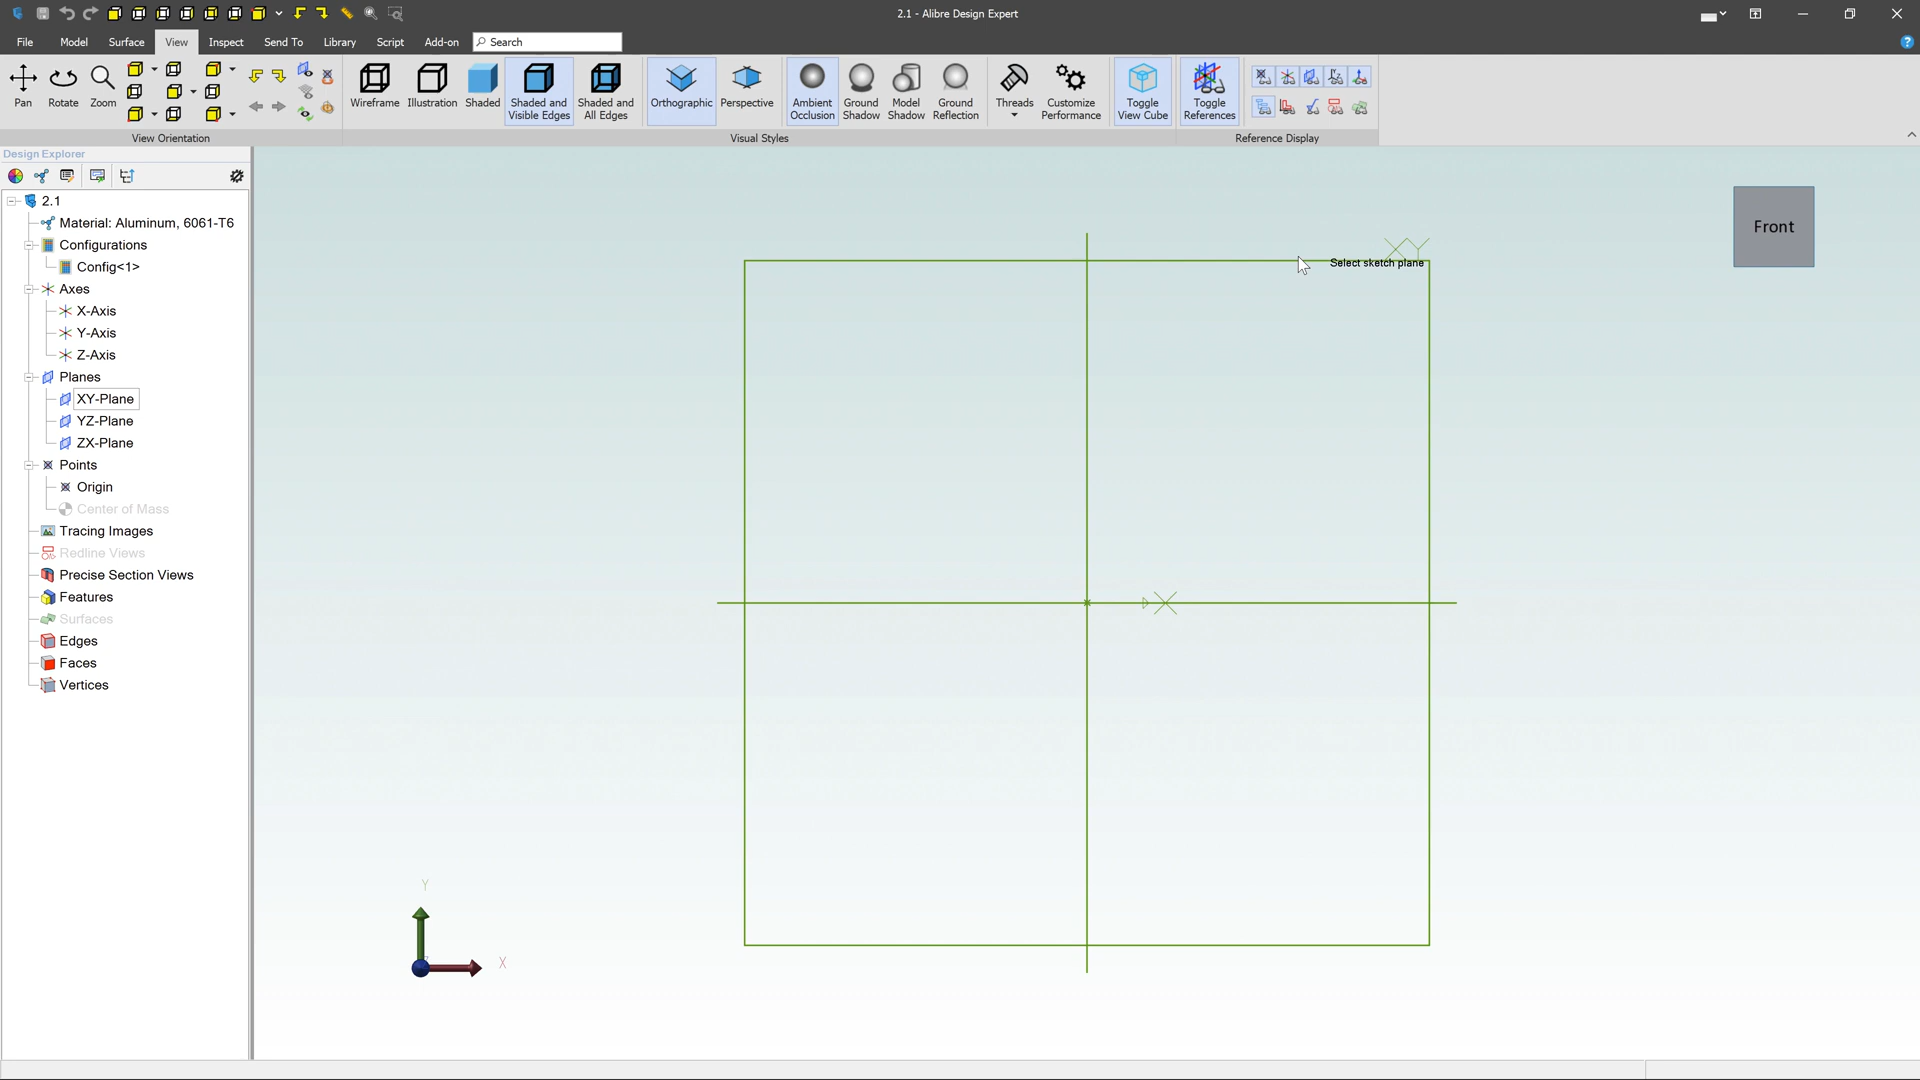 2.1 - Alibre Design Expert
File Model Surface View Inspect Send To Library Script Add-on Search
Pan Rotate Zoom
Wireframe Illustration Shaded Shaded and Visible Edges Shaded and All Edges
Orthographic Perspective
Ambient Occlusion Ground Shadow Model Shadow Ground Reflection
Threads Customize Performance
Toggle View Cube
Toggle References
View Orientation Visual Styles Reference Display
Design Explorer
2.1
Material: Aluminum, 6061-T6
Configurations
Config<1>
Axes
X-Axis
Y-Axis
Z-Axis
Planes
XY-Plane
YZ-Plane
ZX-Plane
Points
Origin
Center of Mass
Tracing Images
Redline Views
Precise Section Views
Features
Surfaces
Edges
Faces
Vertices
Front
XY
Select sketch plane
X
Y
X